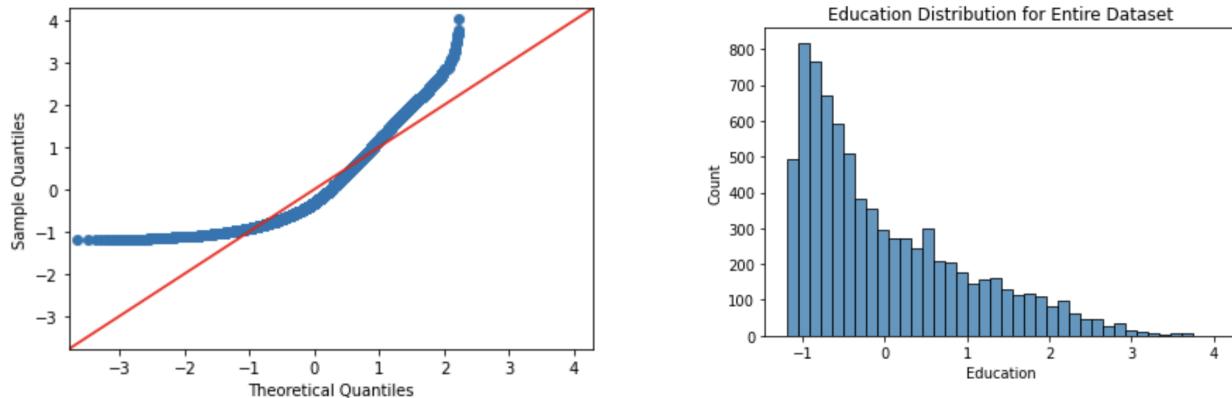 4
3
2
1
0
−1
−2
−3
Sample Quantiles
−3 −2 −1 0 1 2 3 4
Theoretical Quantiles
Education Distribution for Entire Dataset
800
700
600
500
400
300
200
100
0
Count
−1 0 1 2 3 4
Education